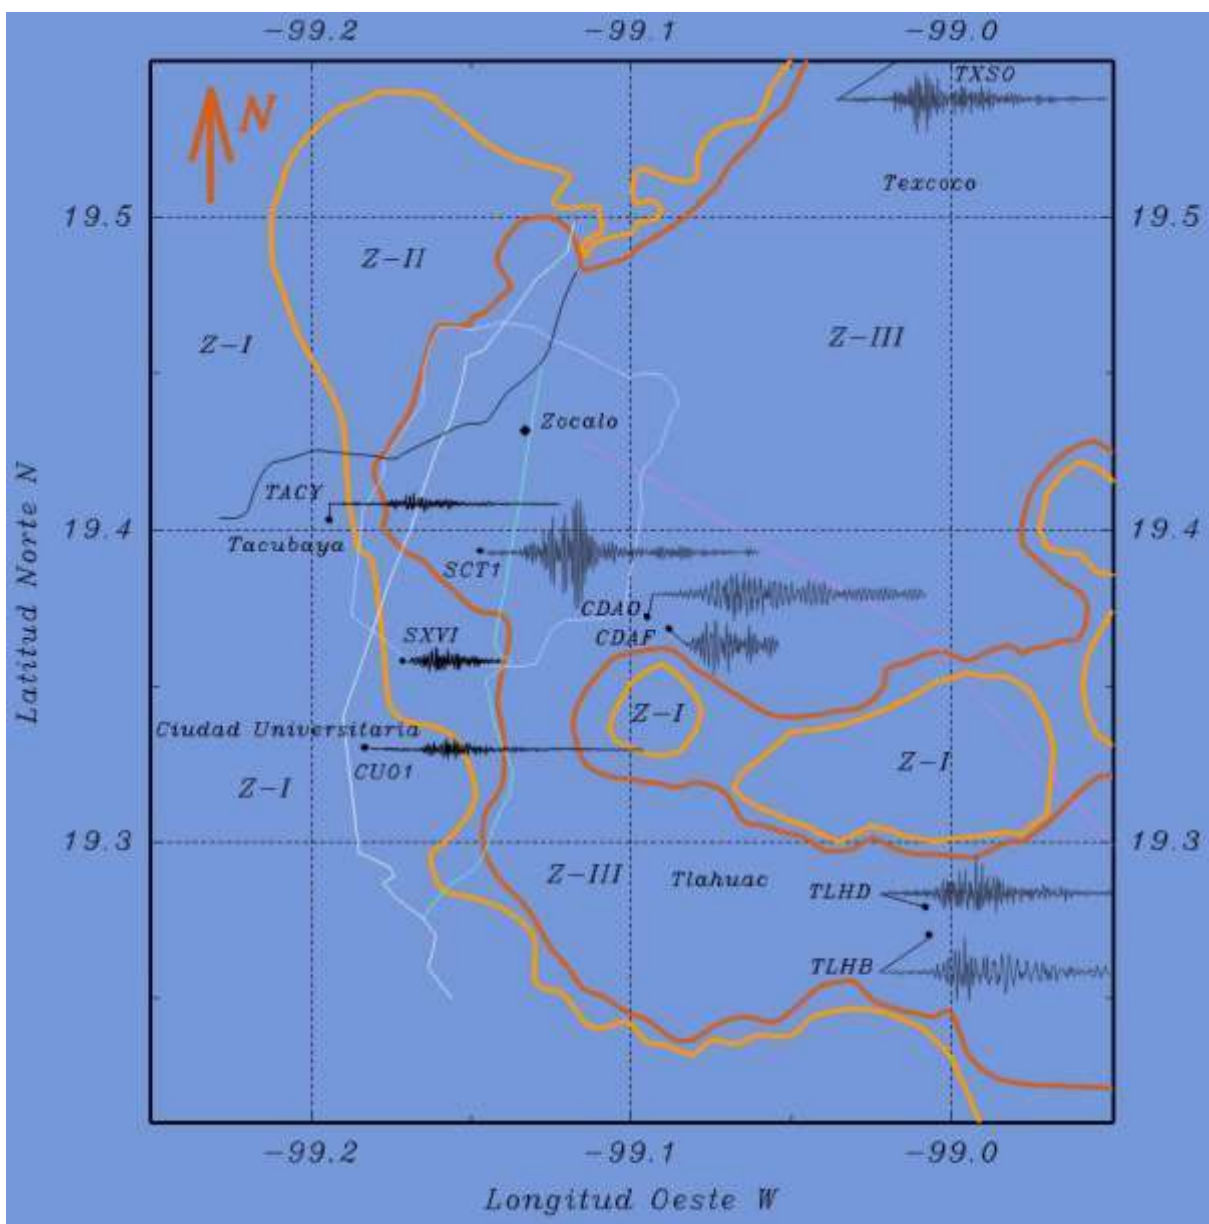 -99.2 -99.1 -99.0
TXSO
N
Texcoco
19.5 19.5
Z-II
Z-I Z-III
Zocalo
TACY
Tacubaya
19.4 19.4
SCT1
CDAO
CDAF
SXVI
Z-I
Ciudad Universitaria
CU01
Z-I
Z-I
19.3 19.3
Z-III Tlahuac TLHD
TLHB
-99.2 -99.1 -99.0
Longitud Oeste W
Latitud Norte N